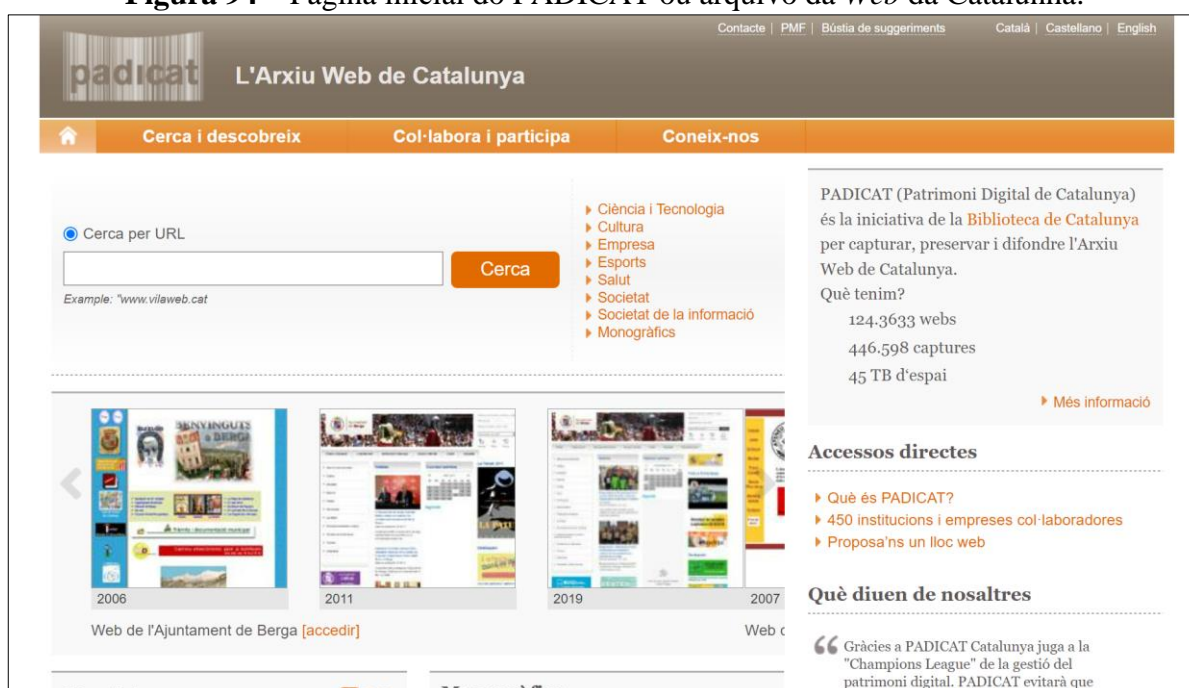 Figura 94 - Página inicial do PADICAT ou arquivo da Web da Catalunha.
Contacte | PMF | Bústia de suggeriments Català | Castellano | English
padicat
L'Arxiu Web de Catalunya
Cerca i descobreix Col·labora i participa Coneix-nos
Cerca per URL
Cerca
Example: "www.vilaweb.cat
Ciència i Tecnologia
Cultura
Empresa
Esports
Salut
Societat
Societat de la informació
Monogràfics
PADICAT (Patrimoni Digital de Catalunya)
és la iniciativa de la Biblioteca de Catalunya
per capturar, preservar i difondre l'Arxiu
Web de Catalunya.
Què tenim?
124.3633 webs
446.598 captures
45 TB d'espai
Més informació
BENVINGUTS
a BERGA
2006
2011
2019
2007
Web de l'Ajuntament de Berga [accedir]
Web
Accessos directes
Què és PADICAT?
450 institucions i empreses col·laboradores
Proposa'ns un lloc web
Què diuen de nosaltres
Gràcies a PADICAT Catalunya juga a la
"Champions League" de la gestió del
patrimoni digital. PADICAT evitarà que